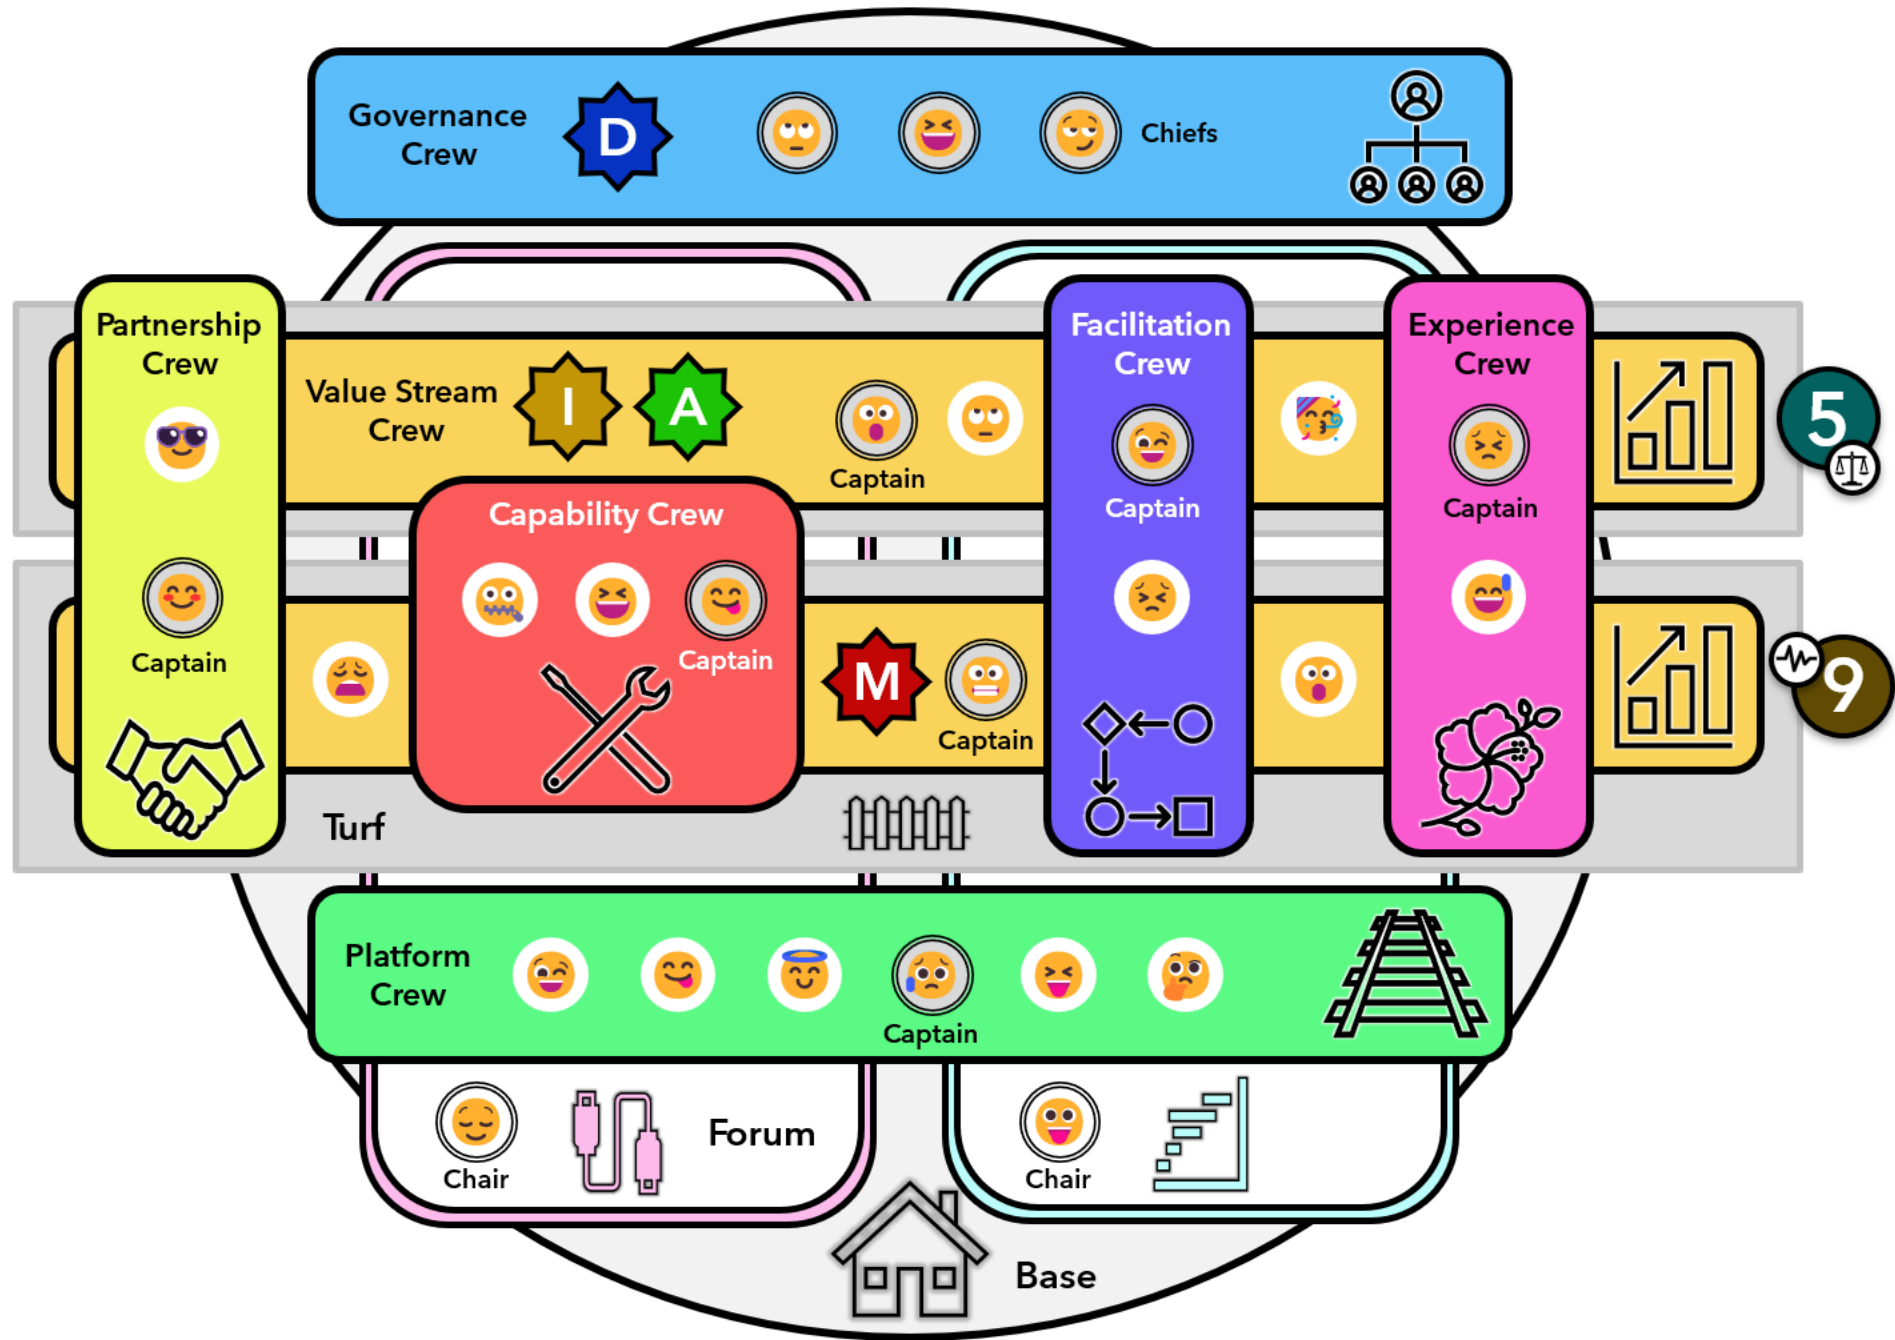 Governance
Crew
D
Chiefs
Partnership
Crew
Captain
Value Stream
Crew
I
A
Captain
Facilitation
Crew
Captain
Experience
Crew
Captain
5
Capability Crew
Captain
M
Captain
9
Turf
Platform
Crew
Captain
Chair
Forum
Chair
Base